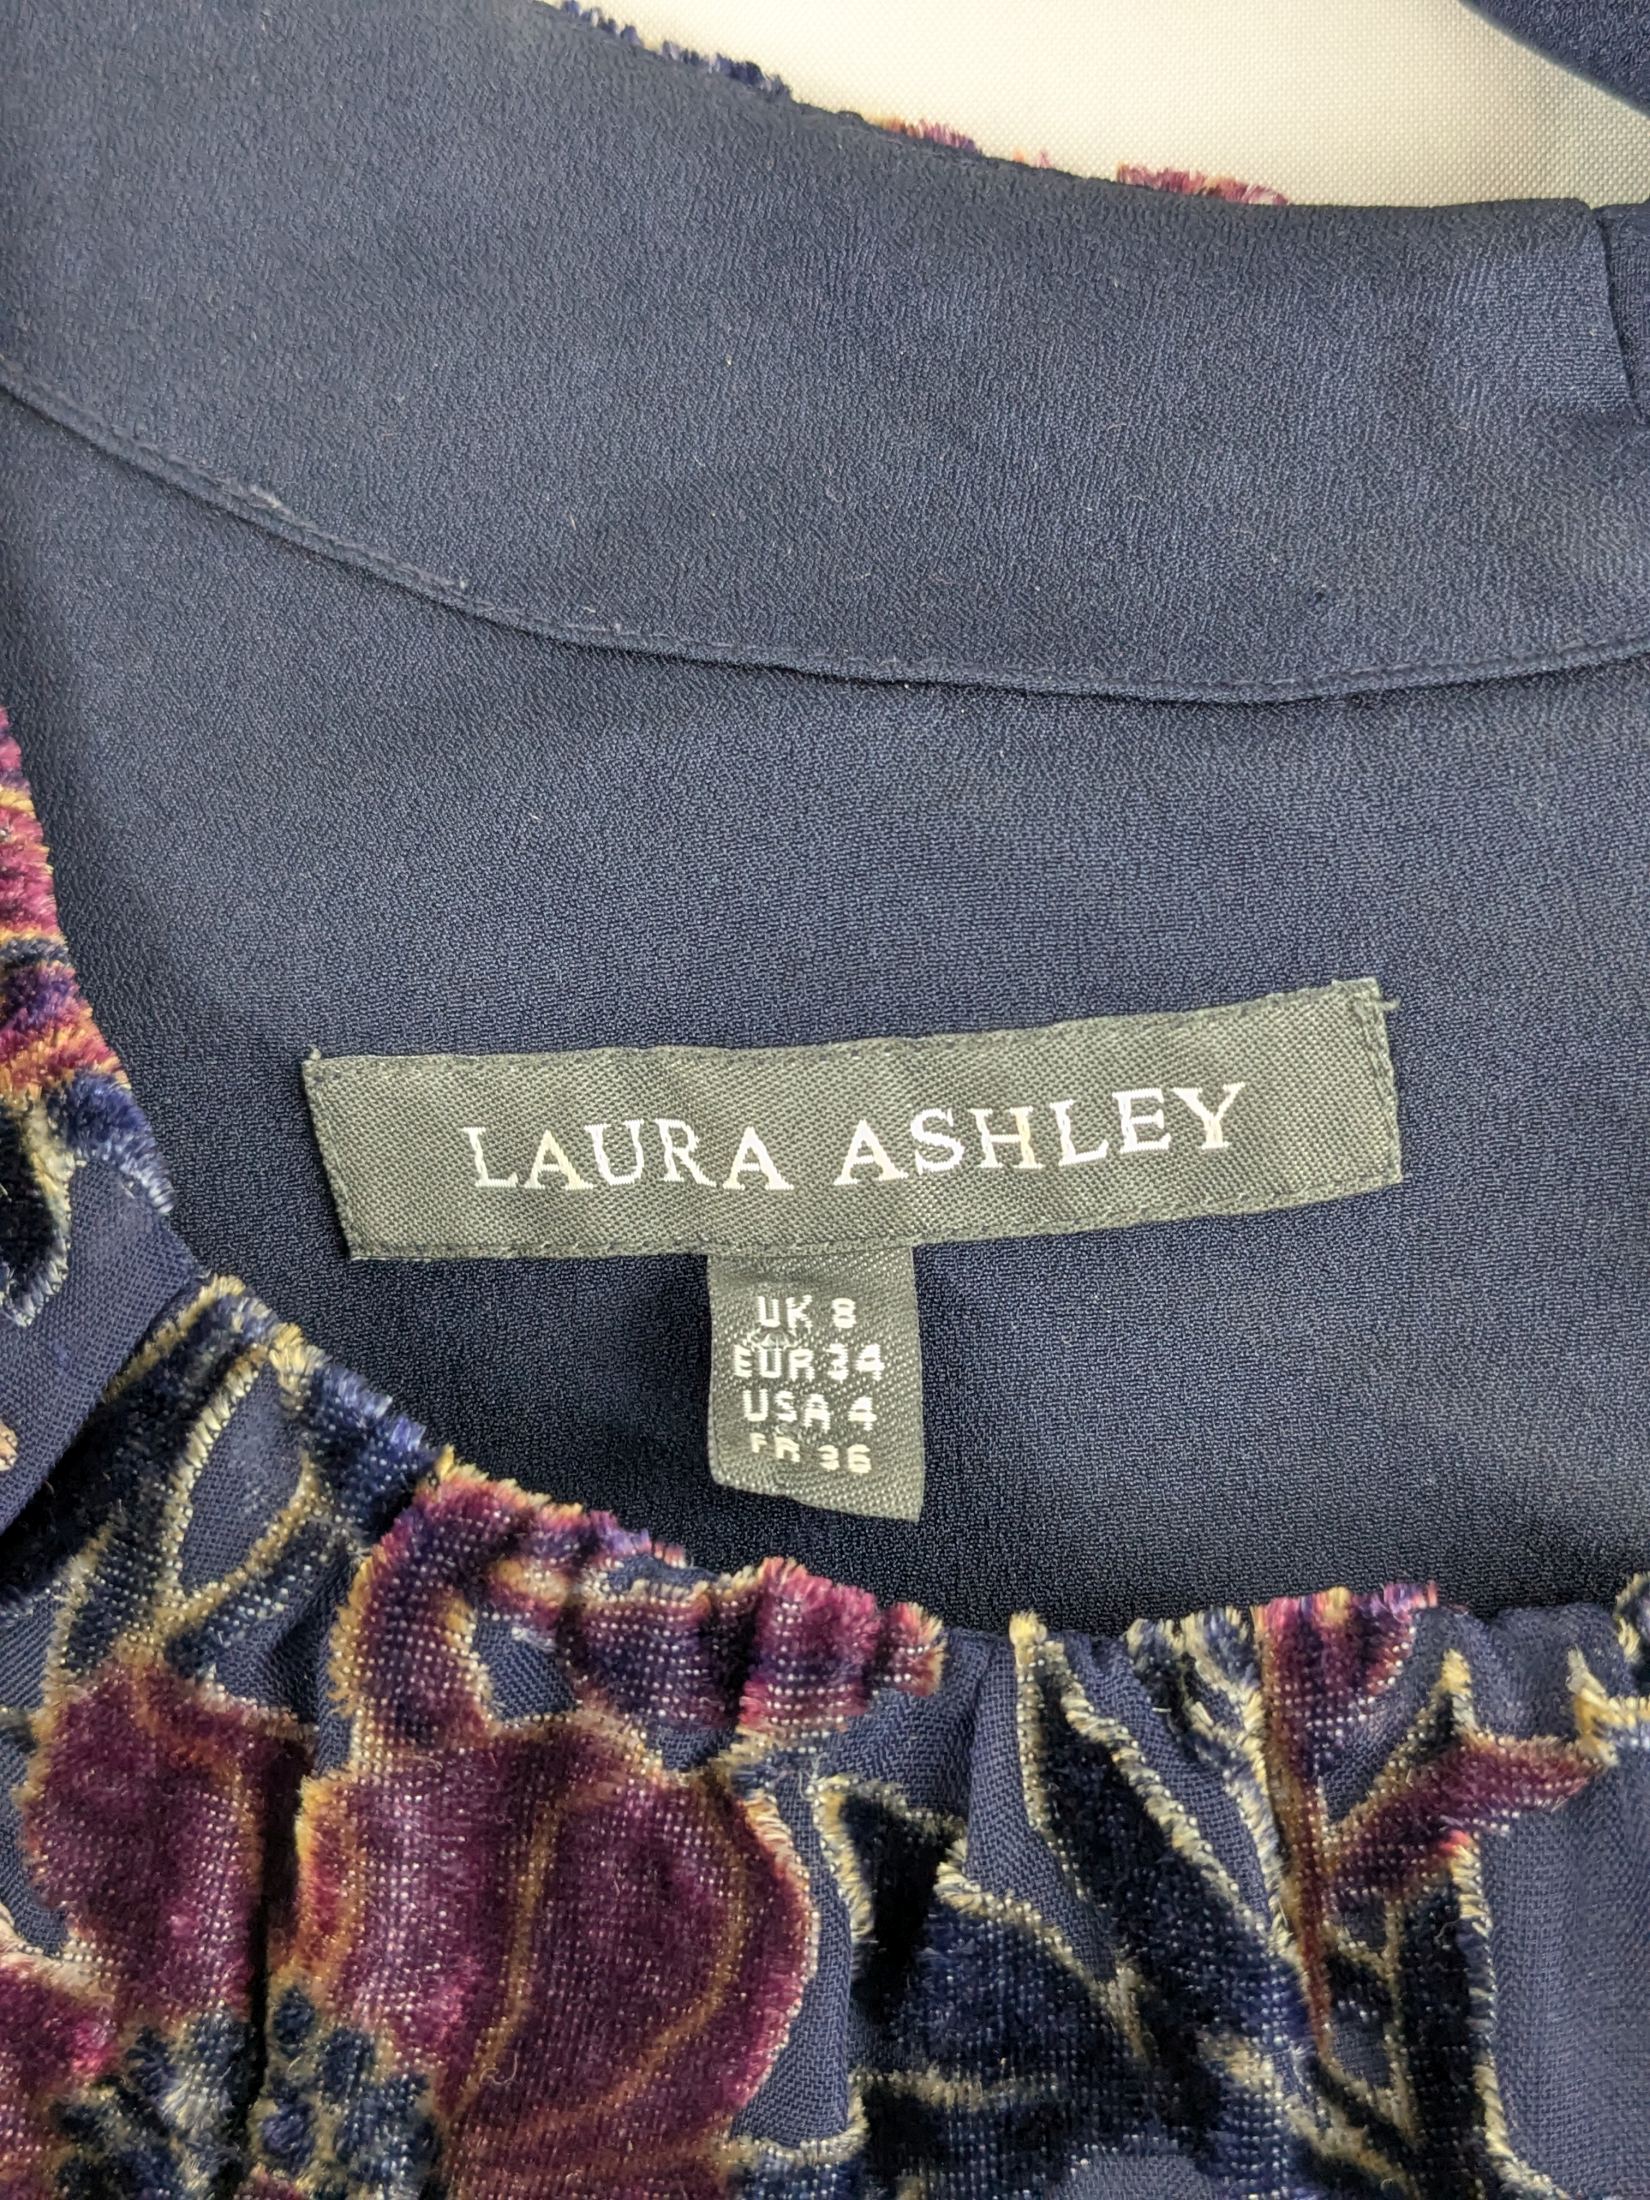 LAURA ASHLEY
UK 8
EUR 34
USA 4
FR 36